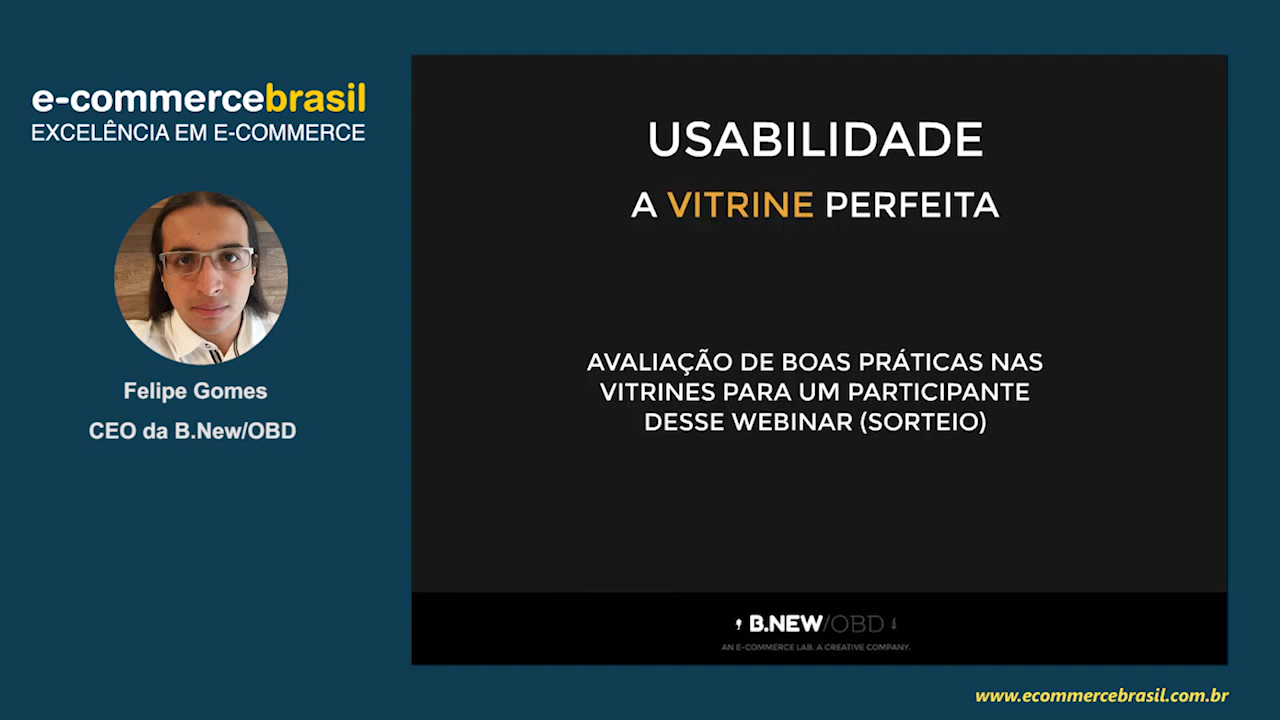 e-commercebrasil
EXCELÊNCIA EM E-COMMERCE
Felipe Gomes
CEO da B.New/OBD
USABILIDADE
A VITRINE PERFEITA
AVALIAÇÃO DE BOAS PRÁTICAS NAS
VITRINES PARA UM PARTICIPANTE
DESSE WEBINAR (SORTEIO)
B.NEW/OBD
AN E-COMMERCE LAB. A CREATIVE COMPANY.
www.ecommercebrasil.com.br